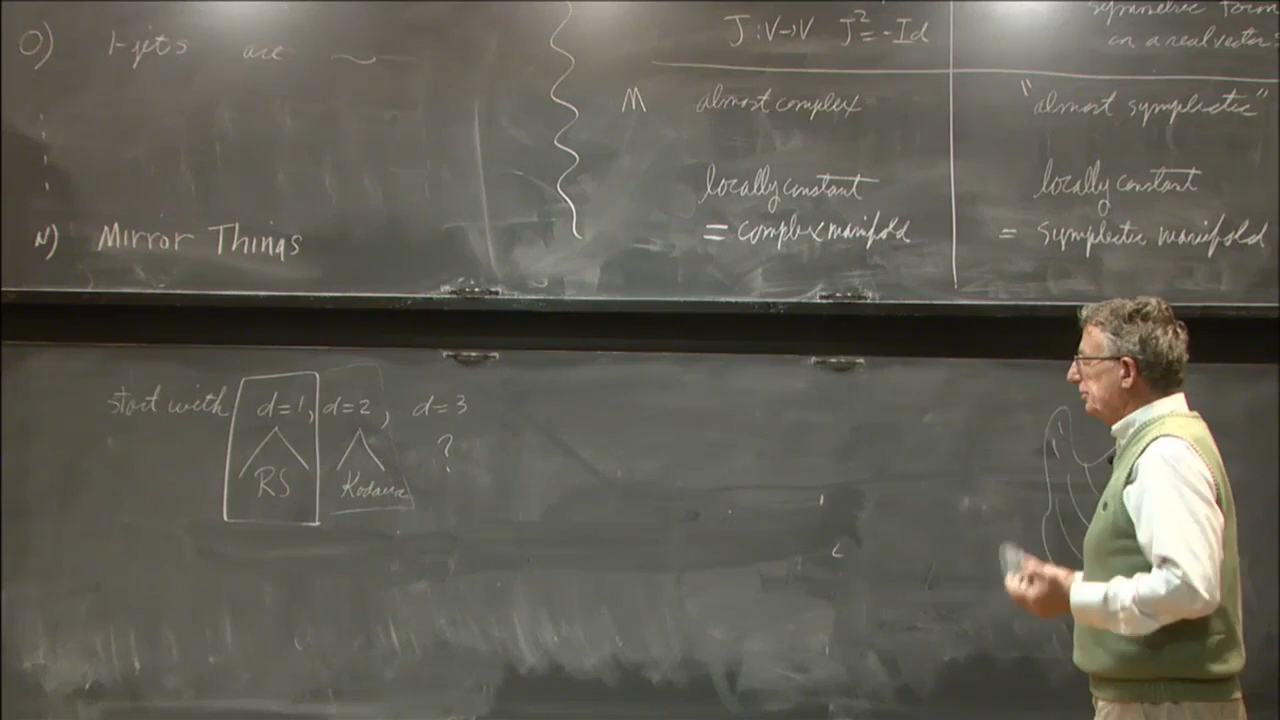 0) 1-jets are
N) Mirror Things
J: V→V J²=-Id
M almost complex
locally constant
= complex manifold
symmetric form
on a real vector
"almost symplectic"
locally constant
= symplectic manifold
start with d=1, d=2, d=3
RS Kodaira ?